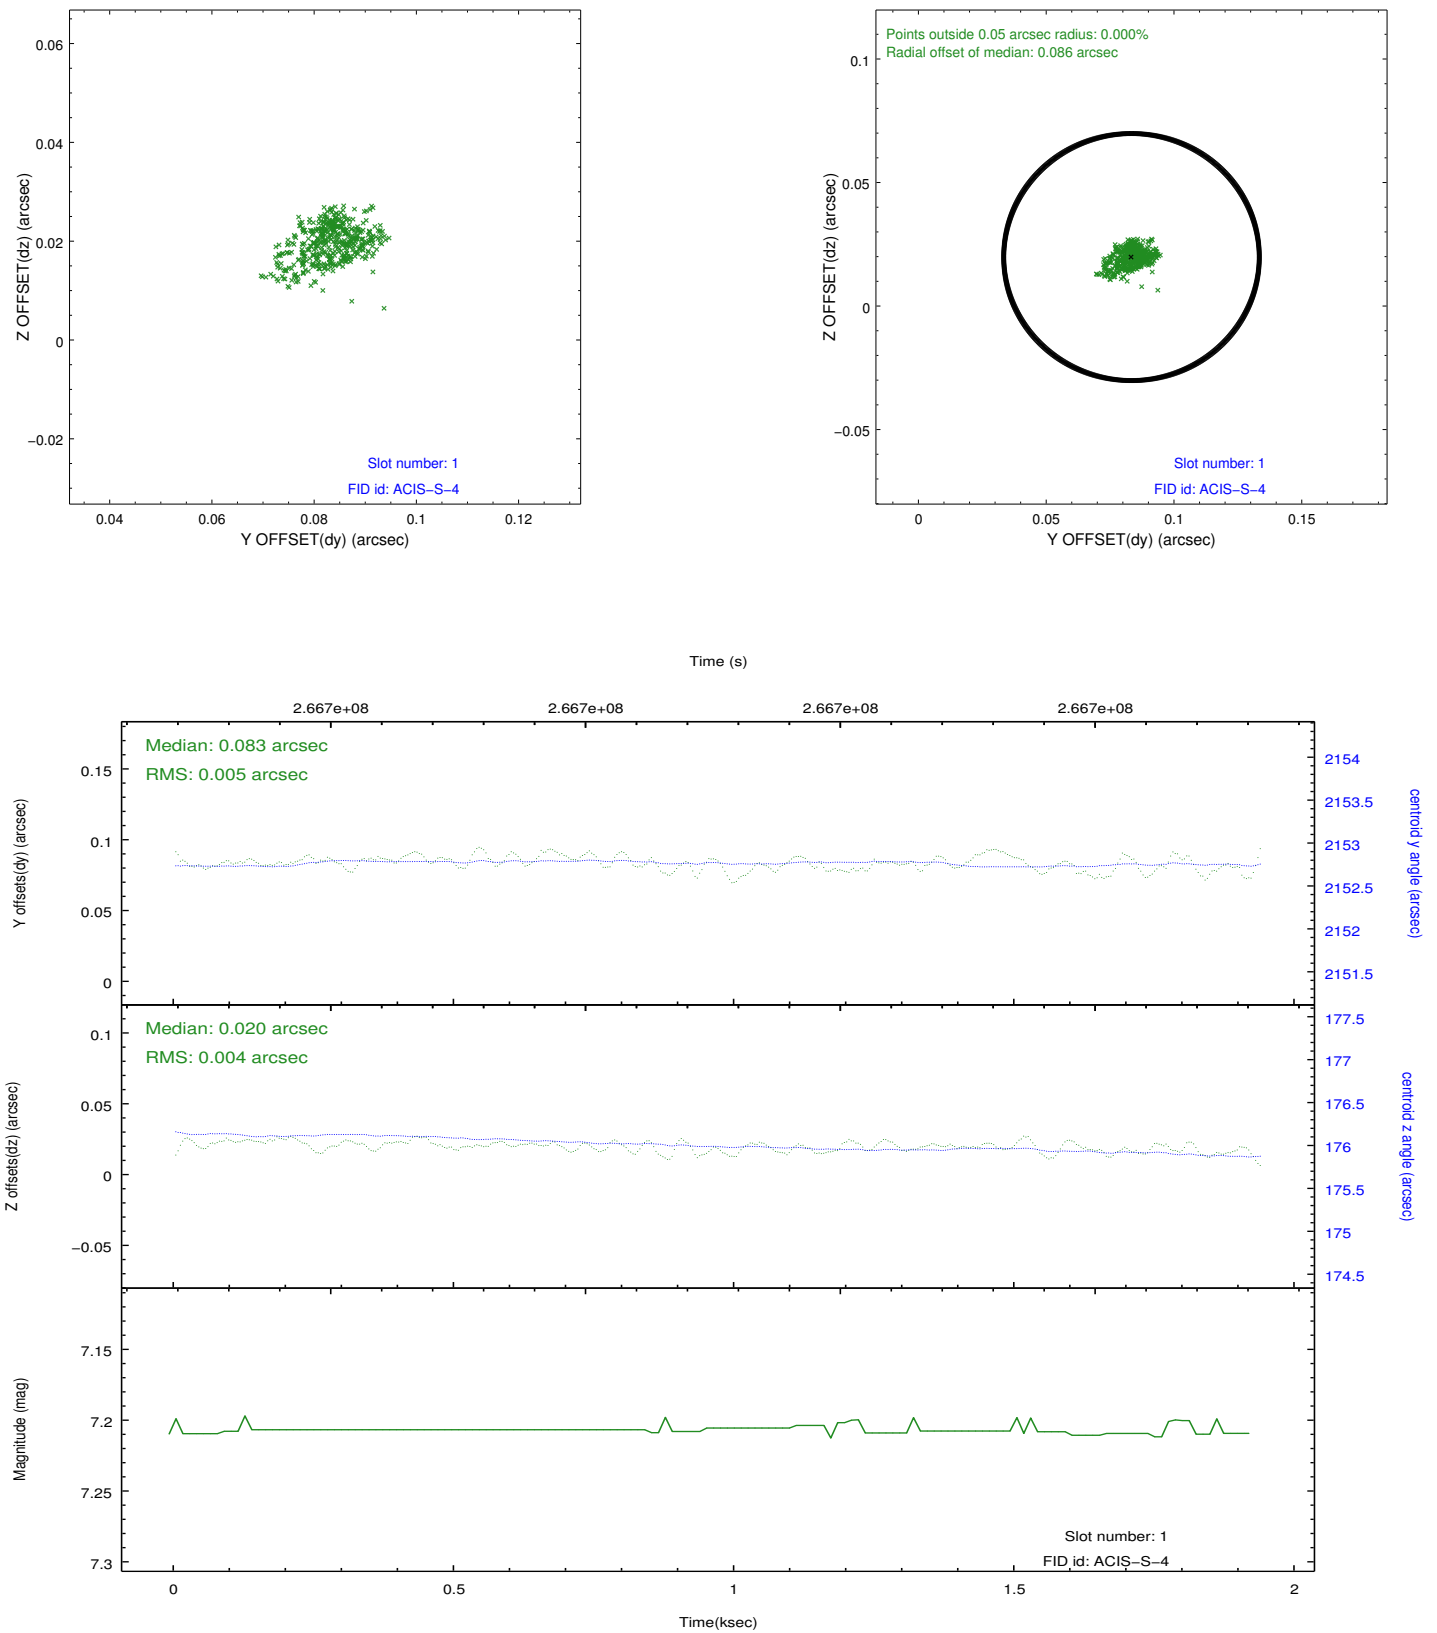 0.06
0.04
0.02
0
−0.02
Z OFFSET(dz) (arcsec)
Slot number: 1
FID id: ACIS−S−4
0.04
0.06
0.08
0.1
0.12
Y OFFSET(dy) (arcsec)
Points outside 0.05 arcsec radius: 0.000%
Radial offset of median: 0.086 arcsec
0.1
0.05
0
−0.05
Z OFFSET(dz) (arcsec)
Slot number: 1
FID id: ACIS−S−4
0
0.05
0.1
0.15
Y OFFSET(dy) (arcsec)
Time (s)
2.667e+08
2.667e+08
2.667e+08
2.667e+08
Median: 0.083 arcsec
RMS: 0.005 arcsec
0.15
0.1
0.05
0
Y offsets(dy) (arcsec)
2154
2153.5
2153
2152.5
2152
2151.5
centroid y angle (arcsec)
Median: 0.020 arcsec
RMS: 0.004 arcsec
0.1
0.05
0
−0.05
Z offsets(dz) (arcsec)
177.5
177
176.5
176
175.5
175
174.5
centroid z angle (arcsec)
7.15
7.2
7.25
7.3
Magnitude (mag)
Slot number: 1
FID id: ACIS−S−4
0
0.5
1
1.5
2
Time(ksec)